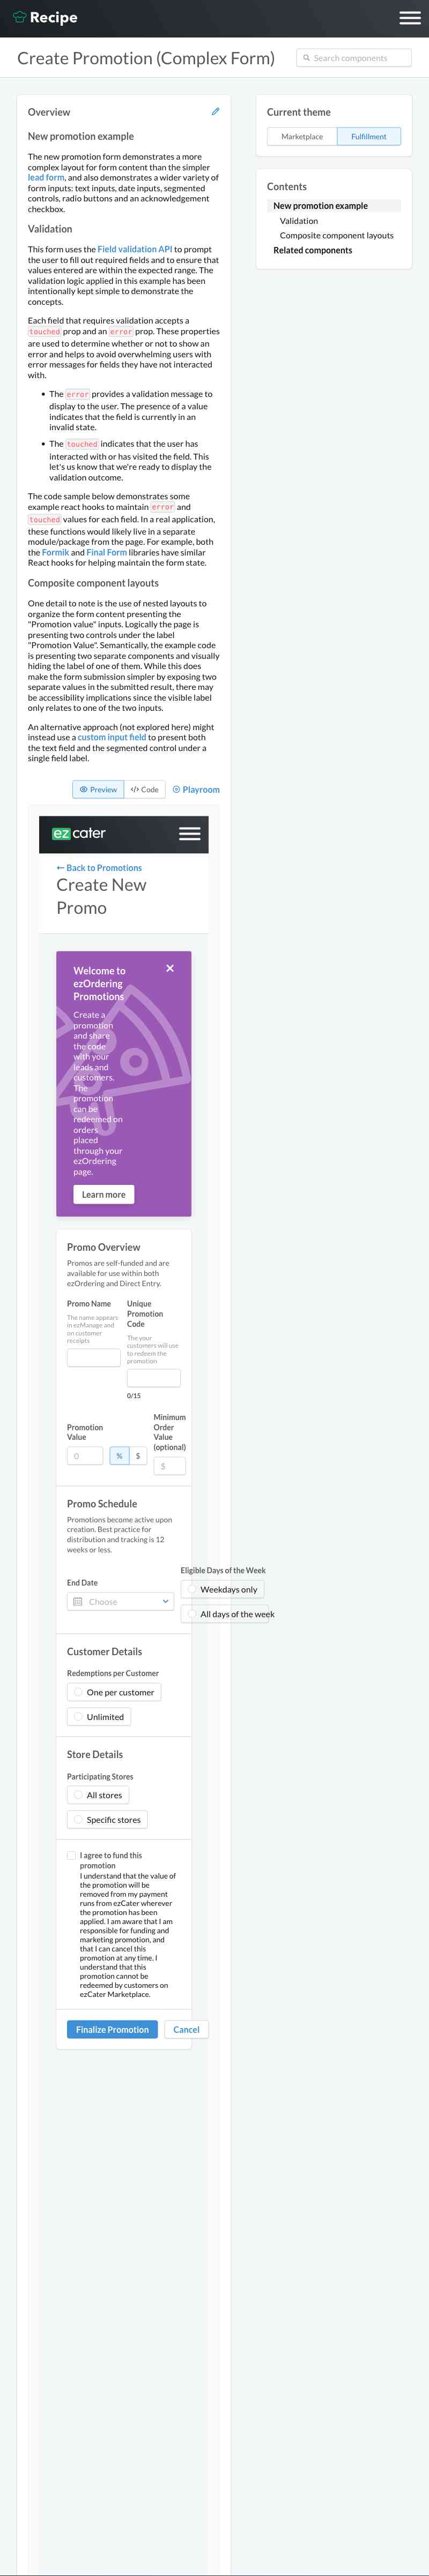 Recipe
Create Promotion (Complex Form)
Search components
Overview
New promotion example
The new promotion form demonstrates a more
complex layout for form content than the simpler
lead form, and also demonstrates a wider variety of
form inputs: text inputs, date inputs, segmented
controls, radio buttons and an acknowledgement
checkbox.
Validation
This form uses the Field validation API to prompt
the user to fill out required fields and to ensure that
values entered are within the expected range. The
validation logic applied in this example has been
intentionally kept simple to demonstrate the
concepts.
Each field that requires validation accepts a
touched prop and an error prop. These properties
are used to determine whether or not to show an
error and helps to avoid overwhelming users with
error messages for fields they have not interacted
with.
• The error provides a validation message to
display to the user. The presence of a value
indicates that the field is currently in an
invalid state.
• The touched indicates that the user has
interacted with or has visited the field. This
let's us know that we're ready to display the
validation outcome.
The code sample below demonstrates some
example react hooks to maintain error and
touched values for each field. In a real application,
these functions would likely live in a separate
module/package from the page. For example, both
the Formik and Final Form libraries have similar
React hooks for helping maintain the form state.
Composite component layouts
One detail to note is the use of nested layouts to
organize the form content presenting the
"Promotion value" inputs. Logically the page is
presenting two controls under the label
"Promotion Value". Semantically, the example code
is presenting two separate components and visually
hiding the label of one of them. While this does
make the form submission simpler by exposing two
separate values in the submitted result, there may
be accessibility implications since the visible label
only relates to one of the two inputs.
An alternative approach (not explored here) might
instead use a custom input field to present both
the text field and the segmented control under a
single field label.
Preview
</> Code
Playroom
ezcater
← Back to Promotions
Create New
Promo
Welcome to
ezOrdering
Promotions
Create a
promotion
and share
the code
with your
leads and
customers.
The
promotion
can be
redeemed on
orders
placed
through your
ezOrdering
page.
Learn more
Promo Overview
Promos are self-funded and are
available for use within both
ezOrdering and Direct Entry.
Promo Name
The name appears
in ezManage and
on customer
receipts
Unique
Promotion
Code
The your
customers will use
to redeem the
promotion
0/15
Promotion
Value
0
%
$
Minimum
Order
Value
(optional)
$
Promo Schedule
Promotions become active upon
creation. Best practice for
distribution and tracking is 12
weeks or less.
End Date
Choose
Eligible Days of the Week
Weekdays only
All days of the week
Customer Details
Redemptions per Customer
One per customer
Unlimited
Store Details
Participating Stores
All stores
Specific stores
I agree to fund this
promotion
I understand that the value of
the promotion will be
removed from my payment
runs from ezCater wherever
the promotion has been
applied. I am aware that I am
responsible for funding and
marketing promotion, and
that I can cancel this
promotion at any time. I
understand that this
promotion cannot be
redeemed by customers on
ezCater Marketplace.
Finalize Promotion
Cancel
Current theme
Marketplace
Fulfillment
Contents
New promotion example
Validation
Composite component layouts
Related components